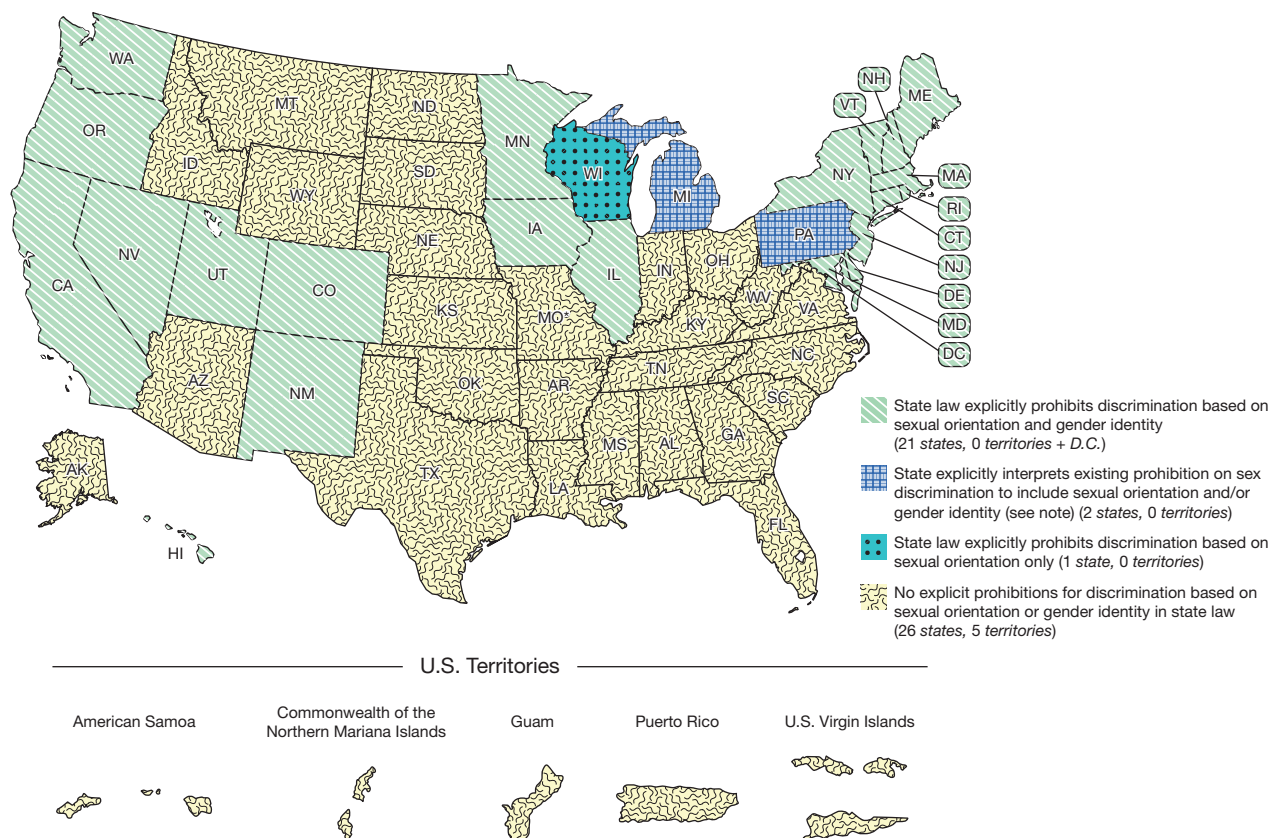 WA
OR
CA
NV
ID
MT
WY
UT
CO
AZ
NM
ND
SD
NE
KS
OK
TX
MN
IA
MO*
AR
LA
WI
IL
MI
IN
OH
KY
TN
MS
AL
GA
FL
SC
NC
VA
WV
PA
NY
VT
NH
ME
MA
RI
CT
NJ
DE
MD
DC
AK
HI
State law explicitly prohibits discrimination based on
sexual orientation and gender identity
(21 states, 0 territories + D.C.)
State explicitly interprets existing prohibition on sex
discrimination to include sexual orientation and/or
gender identity (see note) (2 states, 0 territories)
State law explicitly prohibits discrimination based on
sexual orientation only (1 state, 0 territories)
No explicit prohibitions for discrimination based on
sexual orientation or gender identity in state law
(26 states, 5 territories)
U.S. Territories
American Samoa
Commonwealth of the
Northern Mariana Islands
Guam
Puerto Rico
U.S. Virgin Islands